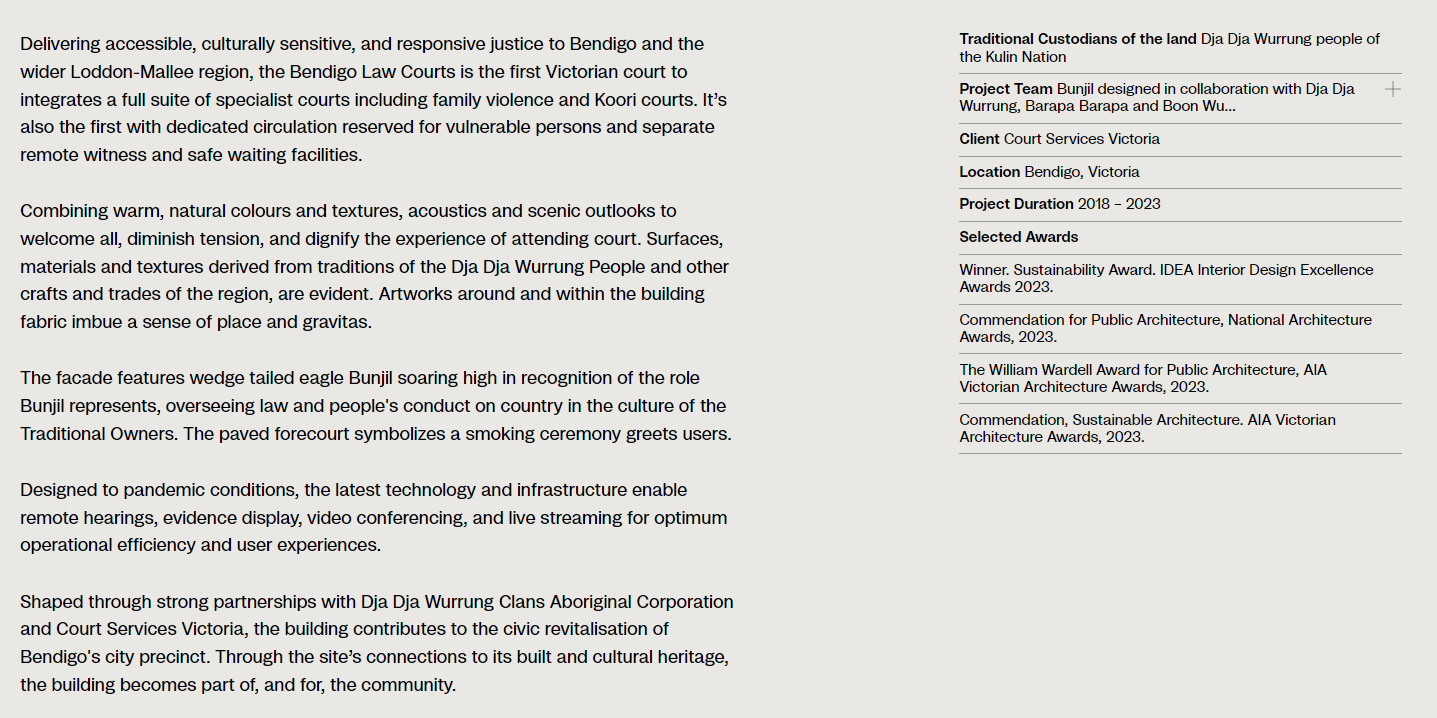 Delivering accessible, culturally sensitive, and responsive justice to Bendigo and the
wider Loddon-Mallee region, the Bendigo Law Courts is the first Victorian court to
integrates a full suite of specialist courts including family violence and Koori courts. It’s
also the first with dedicated circulation reserved for vulnerable persons and separate
remote witness and safe waiting facilities.
Combining warm, natural colours and textures, acoustics and scenic outlooks to
welcome all, diminish tension, and dignify the experience of attending court. Surfaces,
materials and textures derived from traditions of the Dja Dja Wurrung People and other
crafts and trades of the region, are evident. Artworks around and within the building
fabric imbue a sense of place and gravitas.
The facade features wedge tailed eagle Bunjil soaring high in recognition of the role
Bunjil represents, overseeing law and people's conduct on country in the culture of the
Traditional Owners. The paved forecourt symbolizes a smoking ceremony greets users.
Designed to pandemic conditions, the latest technology and infrastructure enable
remote hearings, evidence display, video conferencing, and live streaming for optimum
operational efficiency and user experiences.
Shaped through strong partnerships with Dja Dja Wurrung Clans Aboriginal Corporation
and Court Services Victoria, the building contributes to the civic revitalisation of
Bendigo's city precinct. Through the site’s connections to its built and cultural heritage,
the building becomes part of, and for, the community.
Traditional Custodians of the land Dja Dja Wurrung people of
the Kulin Nation
Project Team Bunjil designed in collaboration with Dja Dja
Wurrung, Barapa Barapa and Boon Wu...
Client Court Services Victoria
Location Bendigo, Victoria
Project Duration 2018 – 2023
Selected Awards
Winner. Sustainability Award. IDEA Interior Design Excellence
Awards 2023.
Commendation for Public Architecture, National Architecture
Awards, 2023.
The William Wardell Award for Public Architecture, AIA
Victorian Architecture Awards, 2023.
Commendation, Sustainable Architecture. AIA Victorian
Architecture Awards, 2023.